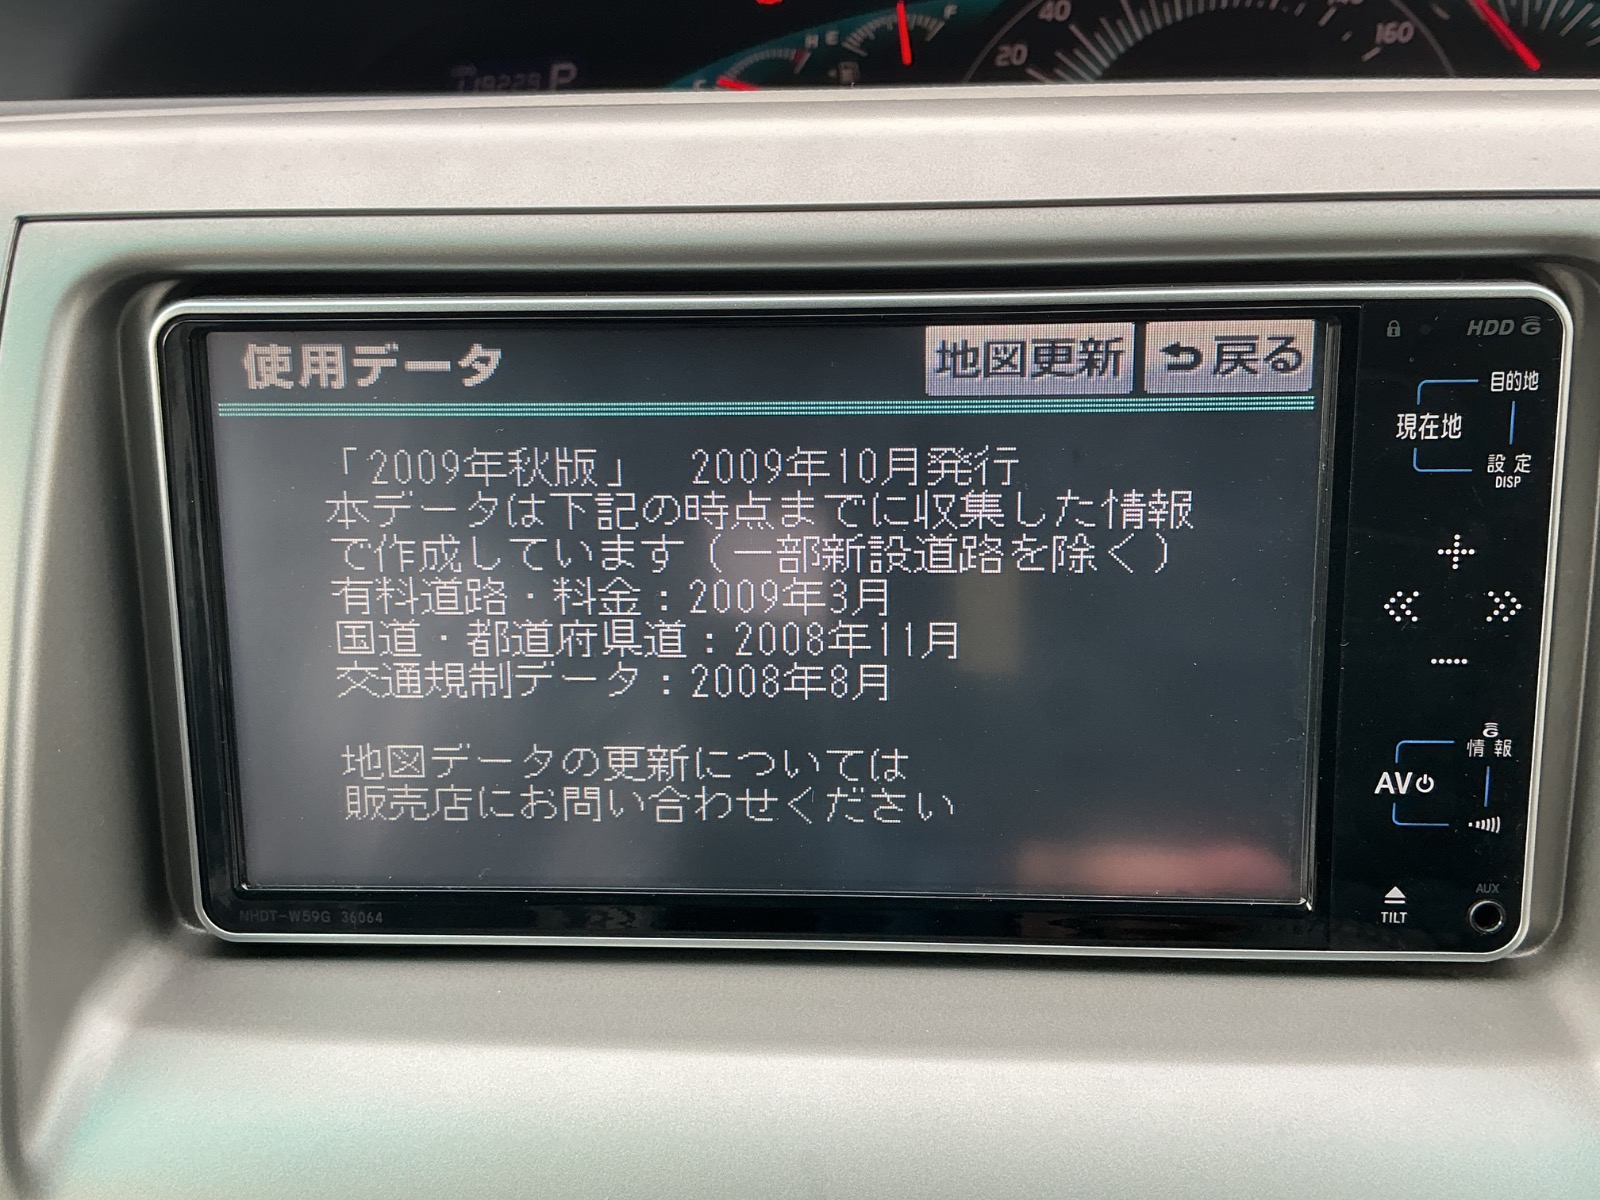 P
F
H
E
20
40
160
HDD G
使用データ
地図更新
戻る
目的地
現在地
設定
DISP
「2009年秋版」 2009年10月発行
本データは下記の時点までに収集した情報
で作成しています(一部新設道路を除く)
有料道路・料金:2009年3月
国道・都道府県道:2008年11月
交通規制データ:2008年8月
地図データの更新については
販売店にお問い合わせください
G
情報
AV
TILT
AUX
NHDT-W59G 36064